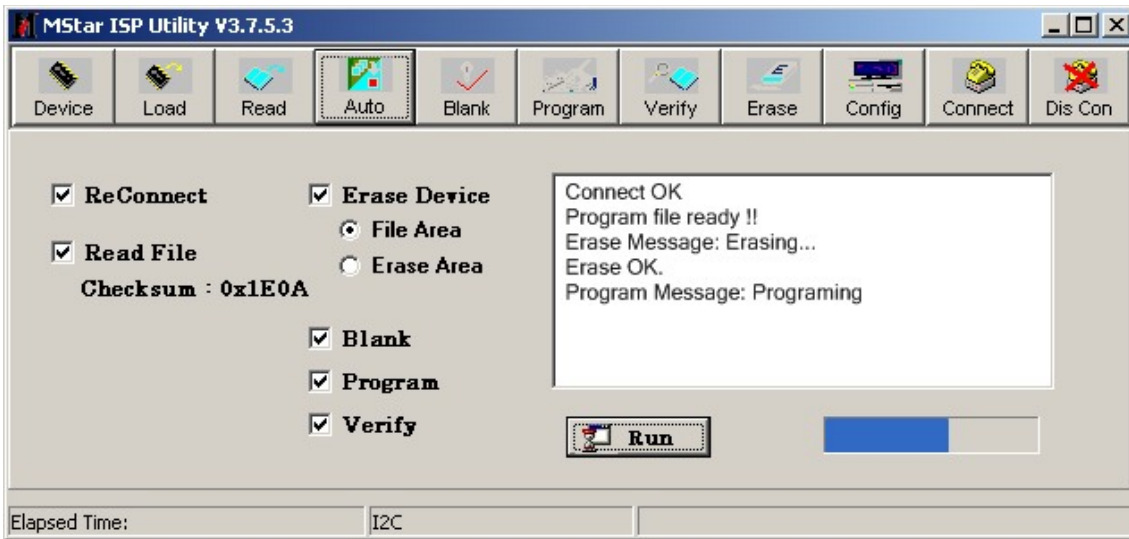 MStar ISP Utility V3.7.5.3
Device Load Read Auto Blank Program Verify Erase Config Connect Dis Con
ReConnect
Read File
Checksum : 0x1E0A
Erase Device
File Area
Erase Area
Blank
Program
Verify
Connect OK
Program file ready !!
Erase Message: Erasing...
Erase OK.
Program Message: Programing
Run
Elapsed Time: I2C